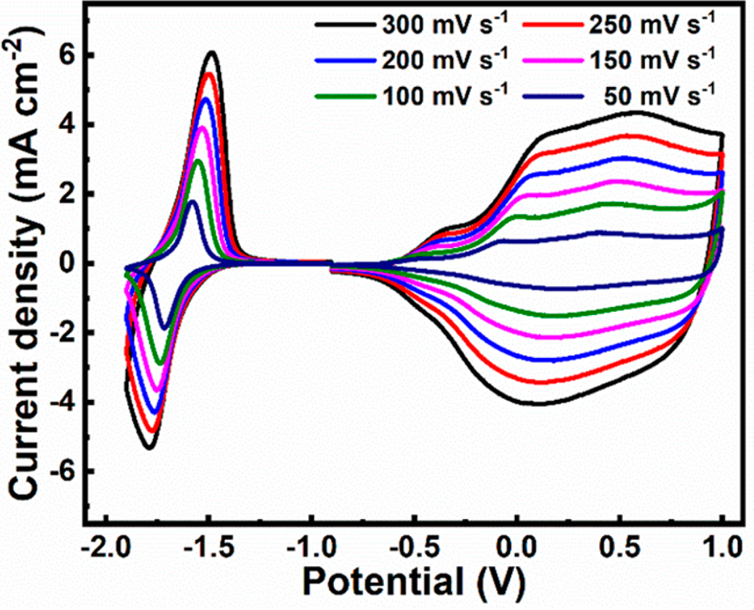 300 mV s⁻¹ 250 mV s⁻¹
200 mV s⁻¹ 150 mV s⁻¹
100 mV s⁻¹ 50 mV s⁻¹
Current density (mA cm⁻²)
6
4
2
0
-2
-4
-6
-2.0 -1.5 -1.0 -0.5 0.0 0.5 1.0
Potential (V)